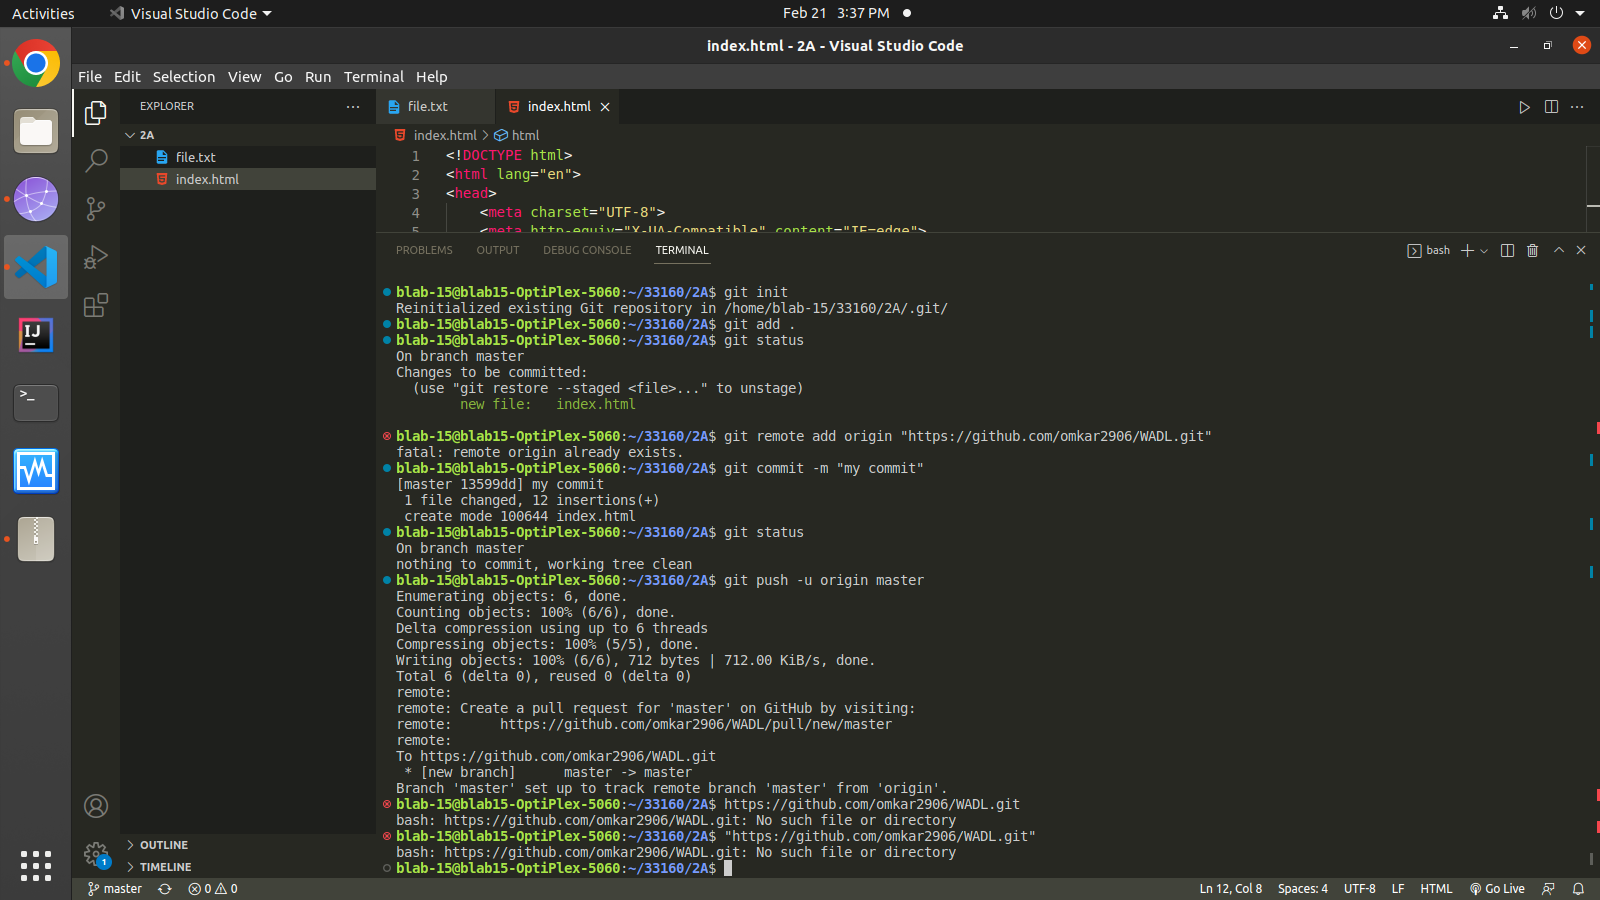 Activities
Visual Studio Code
Feb 21 3:37 PM
index.html - 2A - Visual Studio Code
File Edit Selection View Go Run Terminal Help
EXPLORER
file.txt
index.html
2A
file.txt
index.html
index.html > html
1 <!DOCTYPE html>
2 <html lang="en">
3 <head>
4 <meta charset="UTF-8">
5 <meta http-equiv="X-UA-Compatible" content="IE=edge">
PROBLEMS OUTPUT DEBUG CONSOLE TERMINAL
bash
blab-15@blab15-OptiPlex-5060:~/33160/2A$ git init
Reinitialized existing Git repository in /home/blab-15/33160/2A/.git/
blab-15@blab15-OptiPlex-5060:~/33160/2A$ git add .
blab-15@blab15-OptiPlex-5060:~/33160/2A$ git status
On branch master
Changes to be committed:
(use "git restore --staged <file>..." to unstage)
new file: index.html
blab-15@blab15-OptiPlex-5060:~/33160/2A$ git remote add origin "https://github.com/omkar2906/WADL.git"
fatal: remote origin already exists.
blab-15@blab15-OptiPlex-5060:~/33160/2A$ git commit -m "my commit"
[master 13599dd] my commit
1 file changed, 12 insertions(+)
create mode 100644 index.html
blab-15@blab15-OptiPlex-5060:~/33160/2A$ git status
On branch master
nothing to commit, working tree clean
blab-15@blab15-OptiPlex-5060:~/33160/2A$ git push -u origin master
Enumerating objects: 6, done.
Counting objects: 100% (6/6), done.
Delta compression using up to 6 threads
Compressing objects: 100% (5/5), done.
Writing objects: 100% (6/6), 712 bytes | 712.00 KiB/s, done.
Total 6 (delta 0), reused 0 (delta 0)
remote:
remote: Create a pull request for 'master' on GitHub by visiting:
remote: https://github.com/omkar2906/WADL/pull/new/master
remote:
To https://github.com/omkar2906/WADL.git
* [new branch] master -> master
Branch 'master' set up to track remote branch 'master' from 'origin'.
blab-15@blab15-OptiPlex-5060:~/33160/2A$ https://github.com/omkar2906/WADL.git
bash: https://github.com/omkar2906/WADL.git: No such file or directory
blab-15@blab15-OptiPlex-5060:~/33160/2A$ "https://github.com/omkar2906/WADL.git"
bash: https://github.com/omkar2906/WADL.git: No such file or directory
blab-15@blab15-OptiPlex-5060:~/33160/2A$
OUTLINE
TIMELINE
IJ
>_
1
master
0 0
Ln 12, Col 8
Spaces: 4
UTF-8
LF
HTML
Go Live